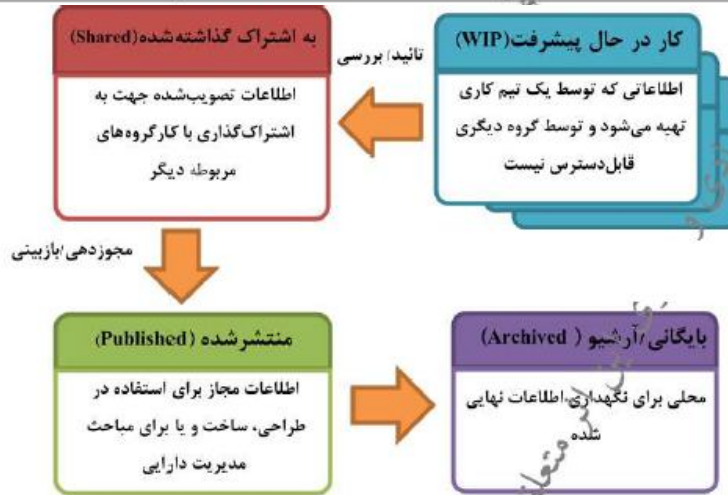 کار در حال پیشرفت(WIP)
اطلاعاتی که توسط یک تیم کاری
تهیه می‌شود و توسط گروه دیگری
قابل‌دسترس نیست
تائید/بررسی
به اشتراک گذاشته‌شده (Shared)
اطلاعات تصویب‌شده جهت به
اشتراک‌گذاری با کارگروه‌های
مربوطه دیگر
مجوزدهی/بازبینی
منتشر شده (Published)
اطلاعات مجاز برای استفاده در
طراحی، ساخت و یا برای مباحث
مدیریت دارایی
بایگانی/آرشیو ( Archived)
محلی برای نگهداری اطلاعات نهایی
شده